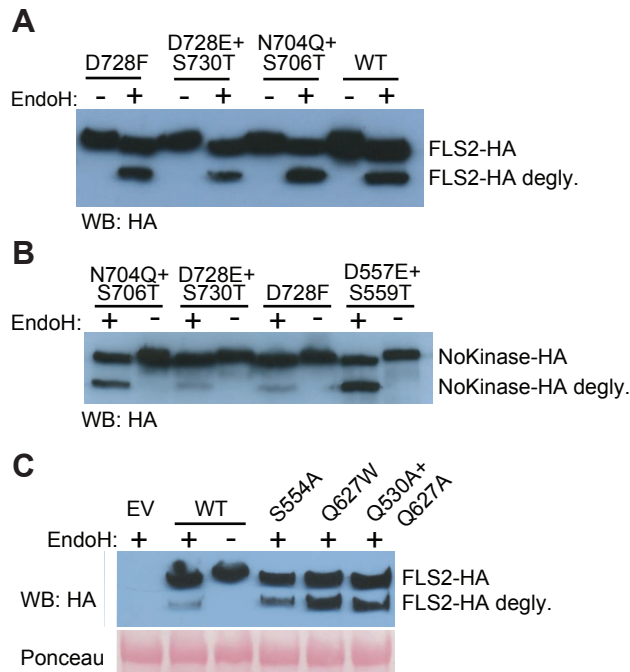 A
D728F
D728E+
S730T
N704Q+
S706T
WT
EndoH: - + - + - + - +
FLS2-HA
FLS2-HA degly.
WB: HA
B
N704Q+
S706T
D728E+
S730T
D728F
D557E+
S559T
EndoH: + - + - + - + -
NoKinase-HA
NoKinase-HA degly.
WB: HA
C
EV
WT
S554A
Q627W
Q530A+
Q627A
EndoH: + + - + + +
WB: HA
FLS2-HA
FLS2-HA degly.
Ponceau